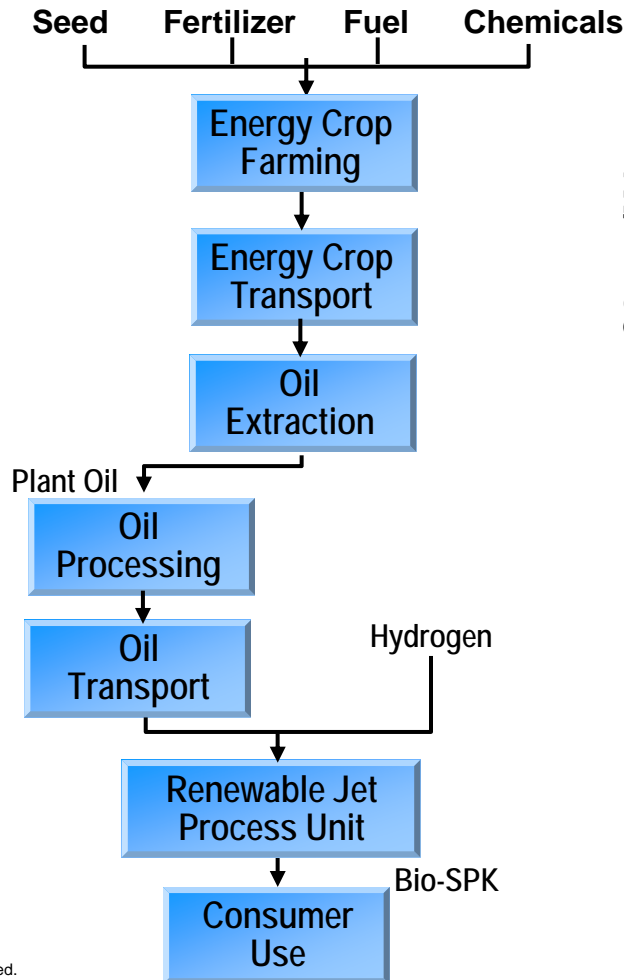 Seed Fertilizer Fuel Chemicals
Energy Crop
Farming
Energy Crop
Transport
Oil
Extraction
Plant Oil
Oil
Processing
Oil
Transport
Hydrogen
Renewable Jet
Process Unit
Bio-SPK
Consumer
Use
ed.